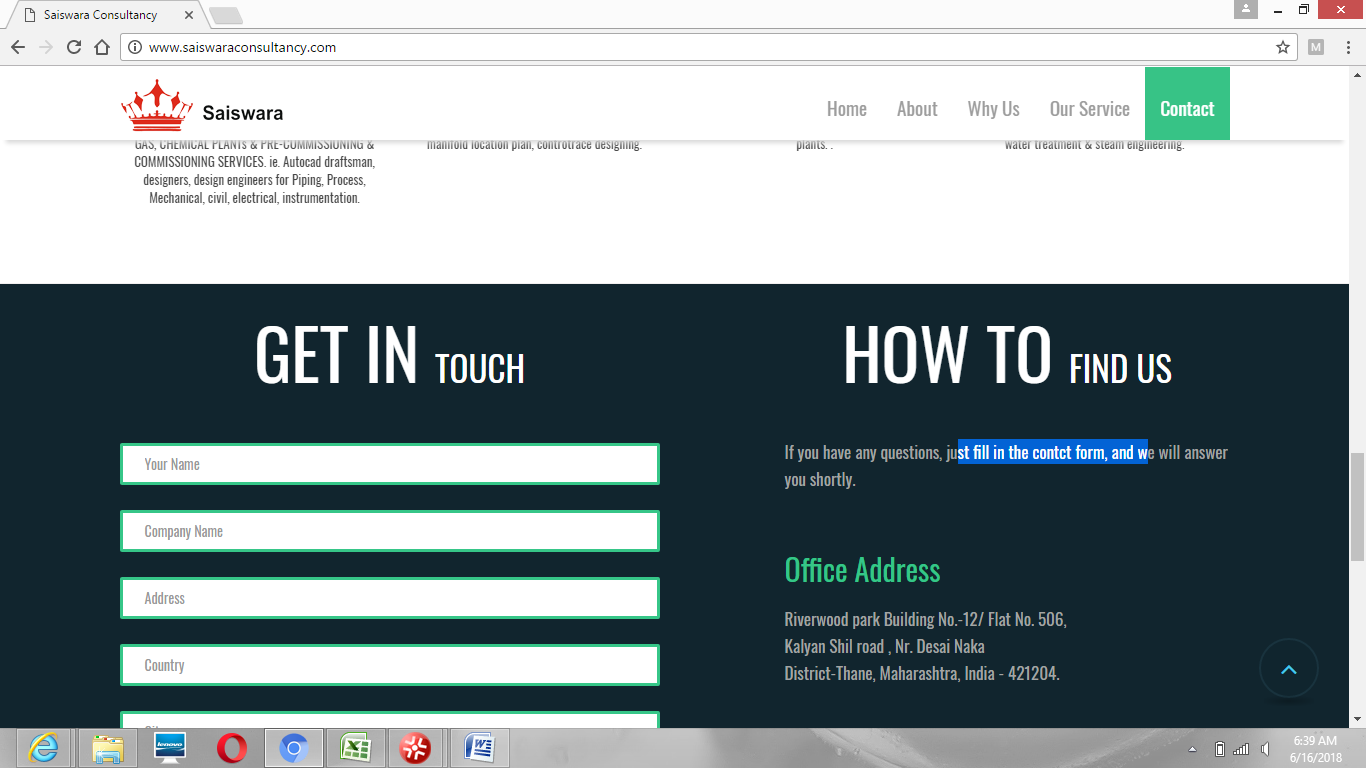 Saiswara Consultancy
www.saiswaraconsultancy.com
M
Saiswara
Home About Why Us Our Service Contact
GAS, CHEMICAL PLANTs & PRE-COMMISSIONING &
COMMISSIONING SERVICES. ie. Autocad draftsman,
designers, design engineers for Piping, Process,
Mechanical, civil, electrical, instrumentation.
manifold location plan, controtrace designing.
plants. .
water treatment & steam engineering.
GET IN TOUCH
Your Name
Company Name
Address
Country
HOW TO FIND US
If you have any questions, just fill in the contct form, and we will answer
you shortly.
Office Address
Riverwood park Building No.-12/ Flat No. 506,
Kalyan Shil road , Nr. Desai Naka
District-Thane, Maharashtra, India - 421204.
lenovo
6:39 AM
6/16/2018